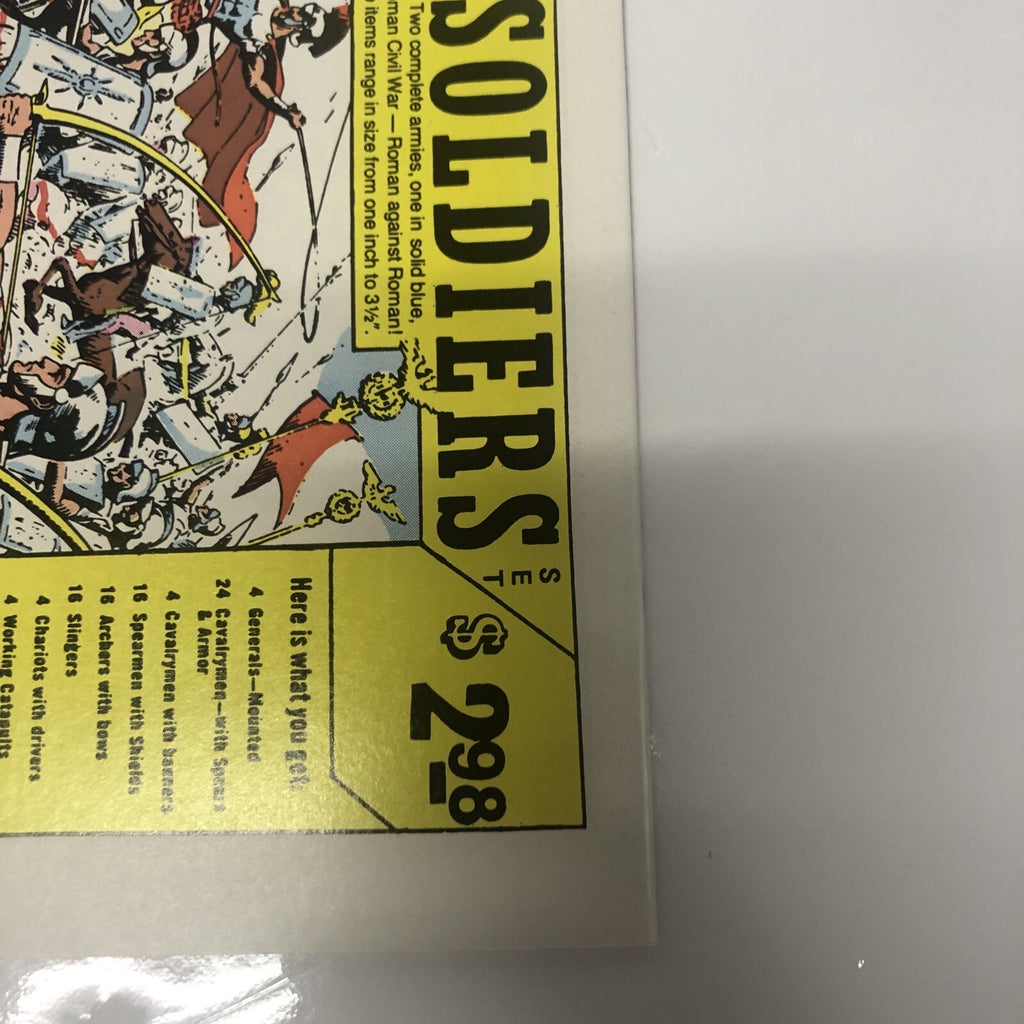 SOLDIERS
SET
$2.98
Two complete armies, one in solid blue,
man Civil War — Roman against Roman!
items range in size from one inch to 3½".
Here is what you get:
4 Generals—Mounted
24 Cavalrymen—with Spears
& Armor
4 Cavalrymen with banners
16 Spearmen with Shields
16 Archers with bows
16 Slingers
4 Chariots with drivers
4 Working Catapults